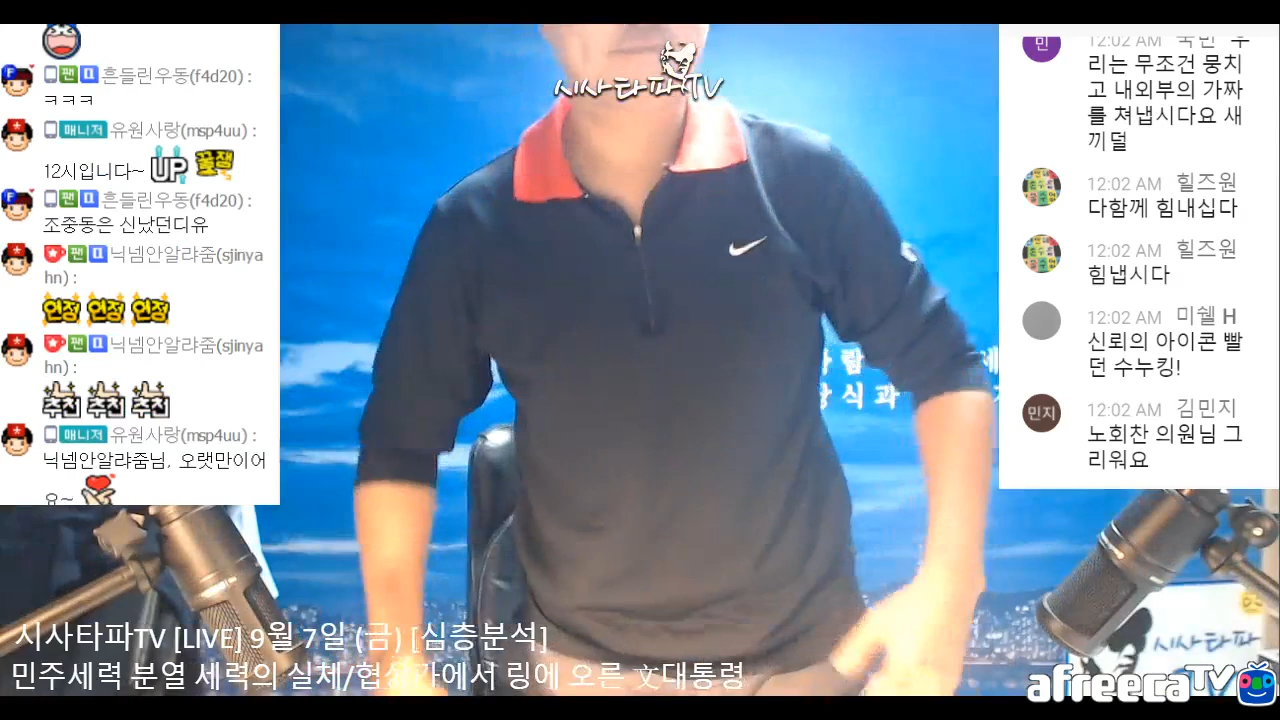 흔들린우동(f4d20) :
ㅋㅋㅋ
매니저 유원사랑(msp4uu) :
12시입니다~ UP 꿀잼
흔들린우동(f4d20) :
조중동은 신났던디유
닉넴안알랴줌(sjinya
hn) :
인정 인정 인정
닉넴안알랴줌(sjinya
hn) :
추천 추천 추천
매니저 유원사랑(msp4uu) :
닉넴안알랴줌님, 오랫만이어
요~
시사타파TV
민
12:02 AM
리는 무조건 뭉치
고 내외부의 가짜
를 쳐냅시다요 새
끼덜
12:02 AM 힐즈원
다함께 힘내십다
12:02 AM 힐즈원
힘냅시다
12:02 AM 미쉘 H
신뢰의 아이콘 빨
던 수누킹!
민지
12:02 AM 김민지
노회찬 의원님 그
리워요
사람
상식과
시사타파TV [LIVE] 9월 7일 (금) [심층분석]
민주세력 분열 세력의 실체/협상가에서 링에 오른 文대통령
시사타파
afreecaTV